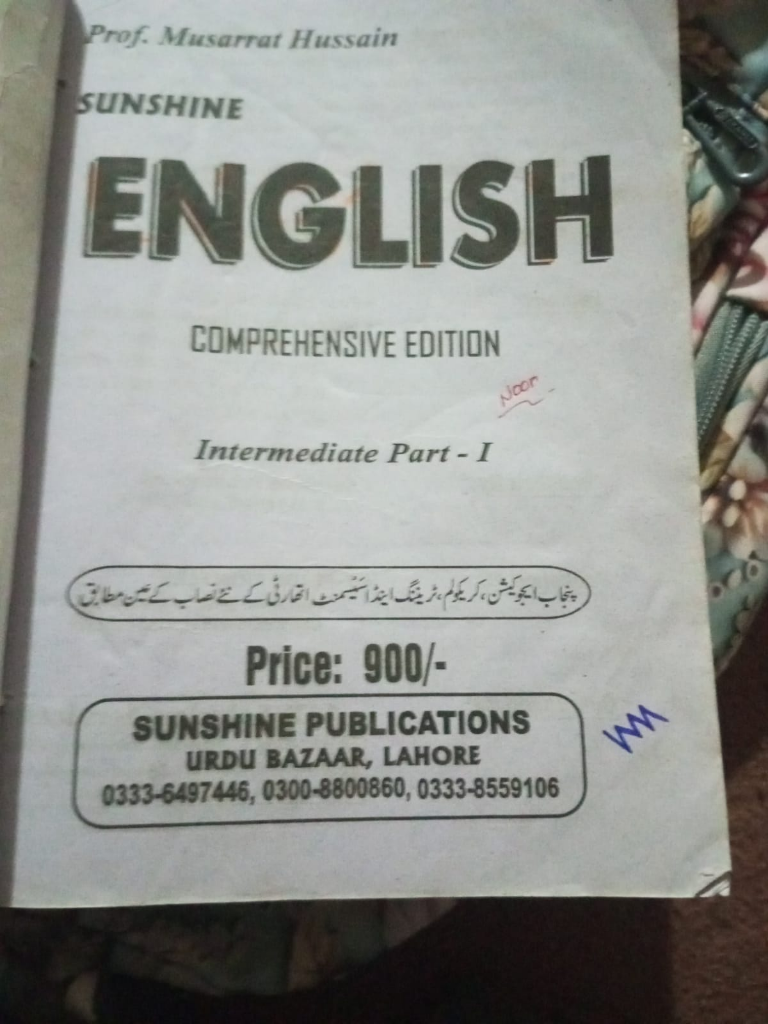 Prof. Musarrat Hussain
SUNSHINE
ENGLISH
COMPREHENSIVE EDITION
Noor
Intermediate Part - I
پنجاب ایجوکیشن، کریکولم، ٹریننگ اینڈ اسیسمنٹ اتھارٹی کے نئے نصاب کے عین مطابق
Price: 900/-
SUNSHINE PUBLICATIONS
URDU BAZAAR, LAHORE
0333-6497446, 0300-8800860, 0333-8559106